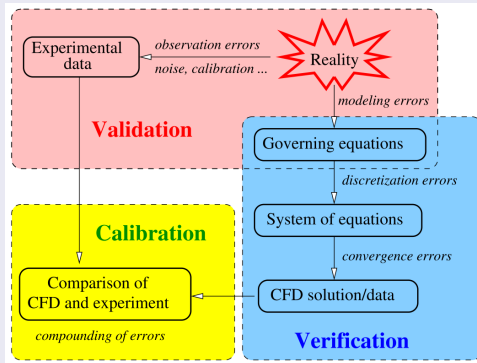 Experimental
data
observation errors
noise, calibration ...
Reality
modeling errors
Validation
Governing equations
discretization errors
System of equations
Calibration
convergence errors
Comparison of
CFD and experiment
CFD solution/data
compounding of errors
Verification